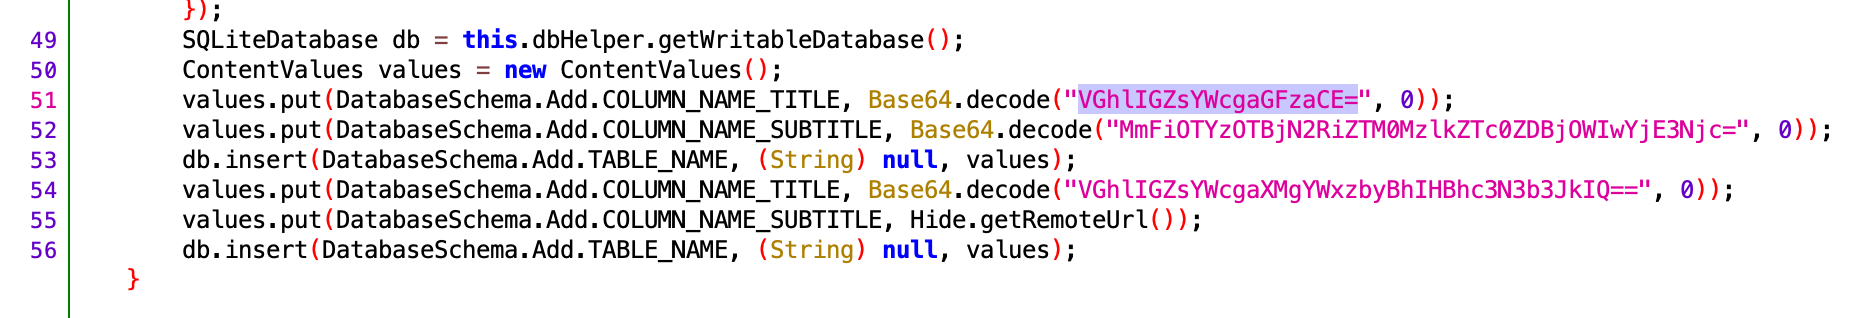 });
49 SQLiteDatabase db = this.dbHelper.getWritableDatabase();
50 ContentValues values = new ContentValues();
51 values.put(DatabaseSchema.Add.COLUMN_NAME_TITLE, Base64.decode("VGhlIGZsYWcgaGFzaCE=", 0));
52 values.put(DatabaseSchema.Add.COLUMN_NAME_SUBTITLE, Base64.decode("MmFiOTYzOTBjN2RiZTM0MzlkZTc0ZDBjOWIwYjE3Njc=", 0));
53 db.insert(DatabaseSchema.Add.TABLE_NAME, (String) null, values);
54 values.put(DatabaseSchema.Add.COLUMN_NAME_TITLE, Base64.decode("VGhlIGZsYWcgaXMgYWxzbyBhIHBhc3N3b3JkIQ==", 0));
55 values.put(DatabaseSchema.Add.COLUMN_NAME_SUBTITLE, Hide.getRemoteUrl());
56 db.insert(DatabaseSchema.Add.TABLE_NAME, (String) null, values);
}